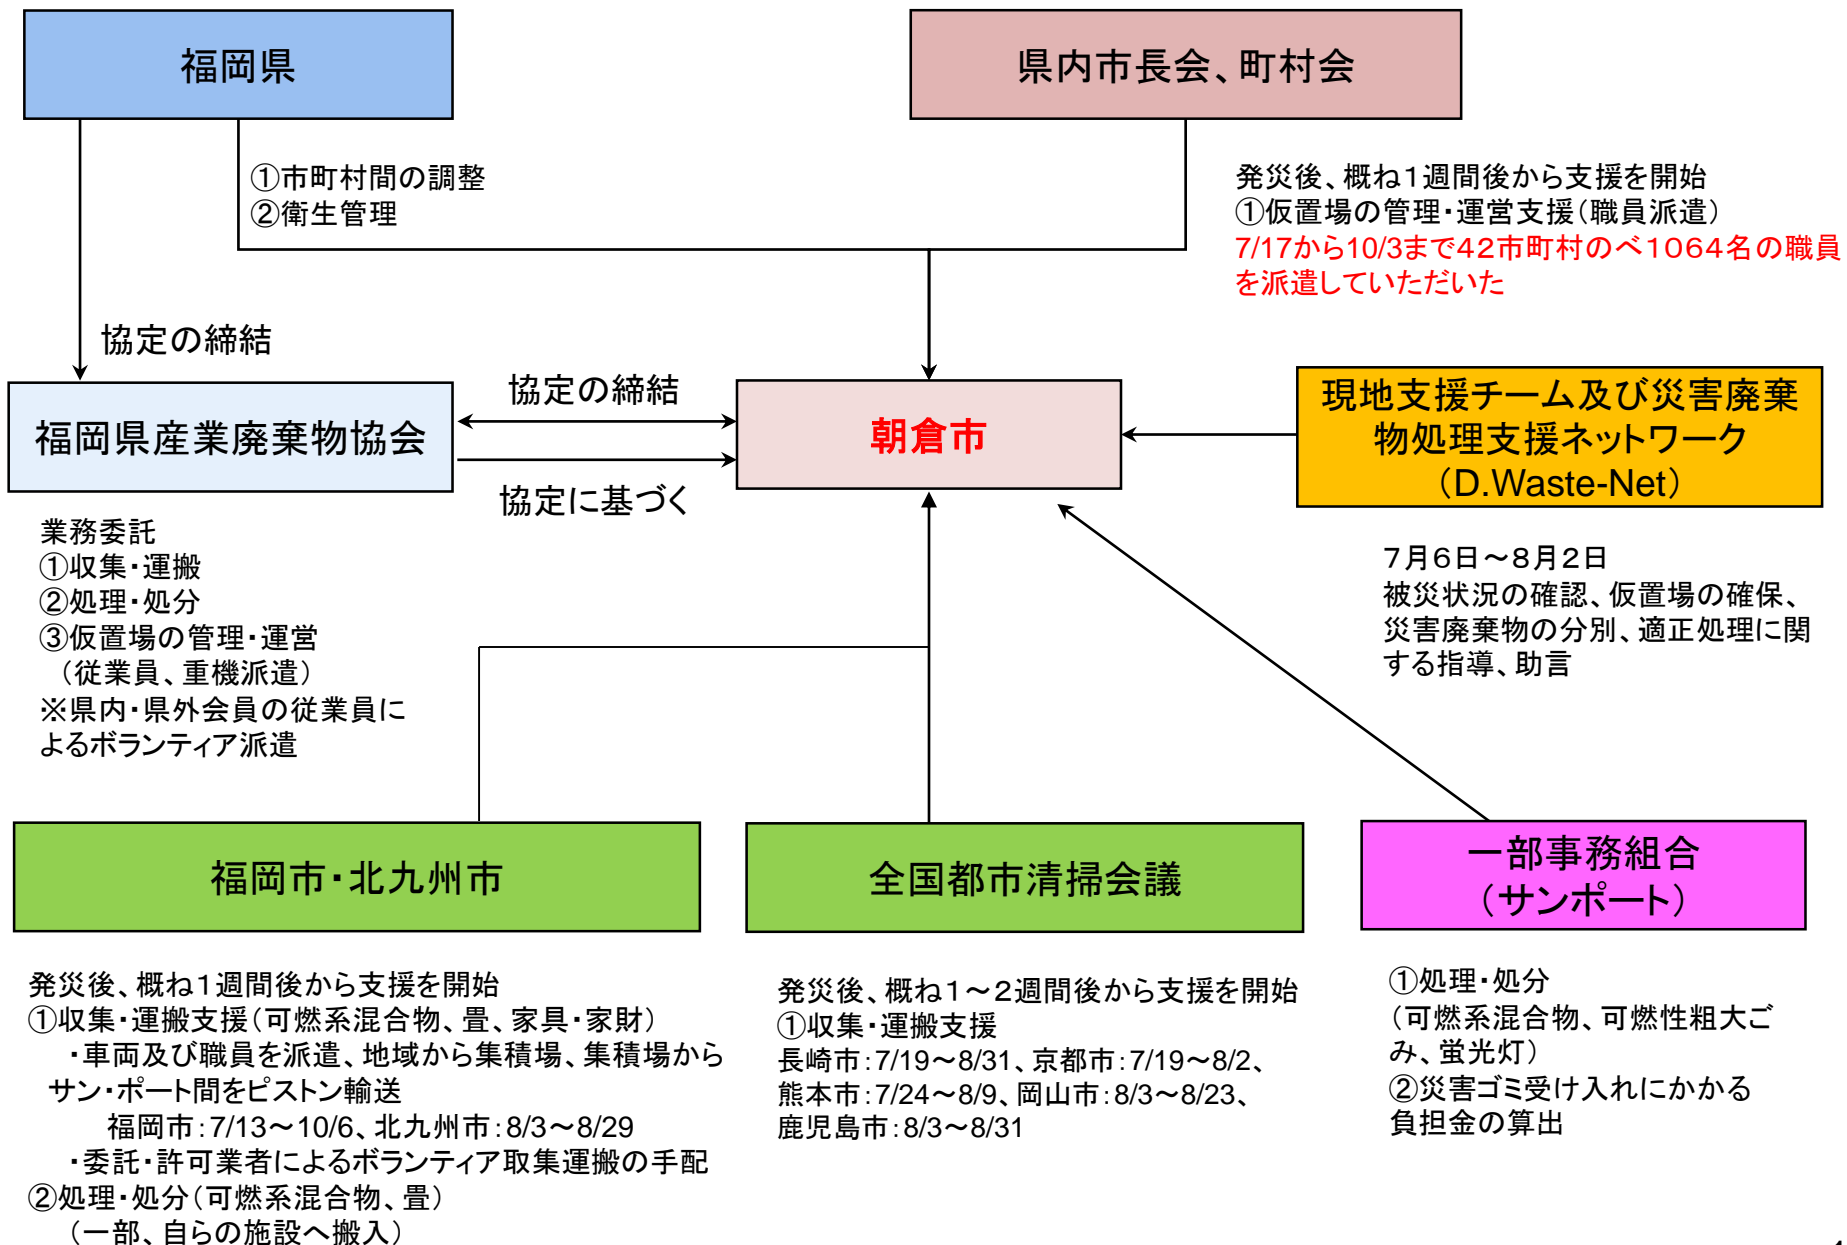 福岡県
県内市長会、町村会
①市町村間の調整
②衛生管理
発災後、概ね１週間後から支援を開始
①仮置場の管理・運営支援（職員派遣）
7/17から10/3まで４２市町村のべ１０６４名の職員
を派遣していただいた
協定の締結
福岡県産業廃棄物協会
協定の締結
協定に基づく
朝倉市
現地支援チーム及び災害廃棄
物処理支援ネットワーク
（D.Waste-Net）
業務委託
①収集・運搬
②処理・処分
③仮置場の管理・運営
（従業員、重機派遣）
※県内・県外会員の従業員に
よるボランティア派遣
７月６日～８月２日
被災状況の確認、仮置場の確保、
災害廃棄物の分別、適正処理に関
する指導、助言
福岡市・北九州市
全国都市清掃会議
一部事務組合
（サンポート）
発災後、概ね１週間後から支援を開始
①収集・運搬支援（可燃系混合物、畳、家具・家財）
・車両及び職員を派遣、地域から集積場、集積場から
サン・ポート間をピストン輸送
福岡市：7/13～10/6、北九州市：8/3～8/29
・委託・許可業者によるボランティア取集運搬の手配
②処理・処分（可燃系混合物、畳）
（一部、自らの施設へ搬入）
発災後、概ね１～２週間後から支援を開始
①収集・運搬支援
長崎市：7/19～8/31、京都市：7/19～8/2、
熊本市：7/24～8/9、岡山市：8/3～8/23、
鹿児島市：8/3～8/31
①処理・処分
（可燃系混合物、可燃性粗大ご
み、蛍光灯）
②災害ゴミ受け入れにかかる
負担金の算出